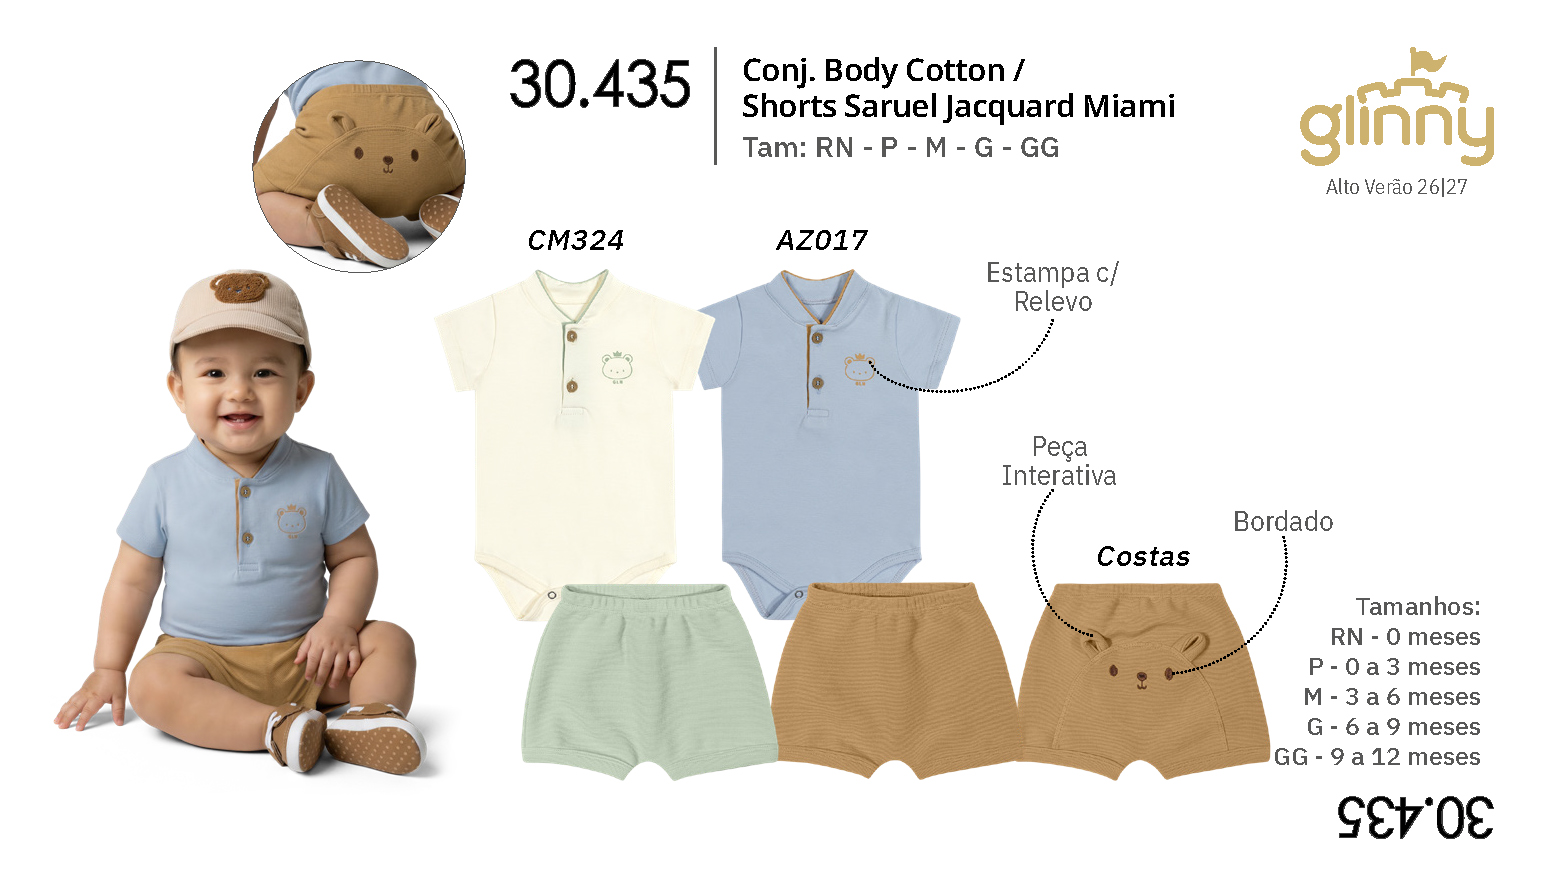 30.435
Conj. Body Cotton /
Shorts Saruel Jacquard Miami
Tam: RN - P - M - G - GG
glinny
Alto Verão 26|27
CM324
AZ017
Estampa c/
Relevo
Peça
Interativa
Bordado
Costas
Tamanhos:
RN - 0 meses
P - 0 a 3 meses
M - 3 a 6 meses
G - 6 a 9 meses
GG - 9 a 12 meses
30.435